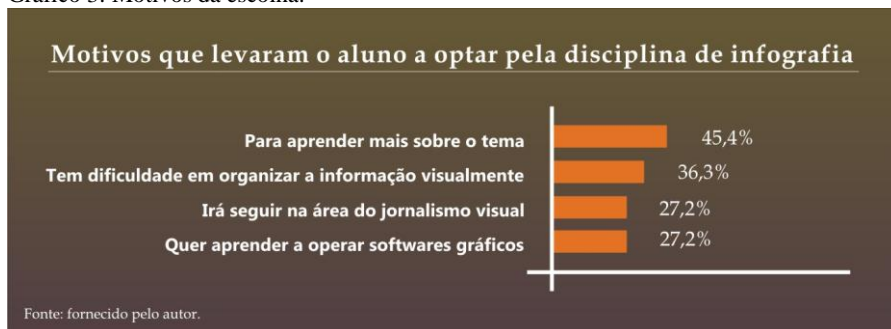 Gráfico 3: Motivos da escolha.
Motivos que levaram o aluno a optar pela disciplina de infografia
Para aprender mais sobre o tema 45,4%
Tem dificuldade em organizar a informação visualmente 36,3%
Irá seguir na área do jornalismo visual 27,2%
Quer aprender a operar softwares gráficos 27,2%
Fonte: fornecido pelo autor.